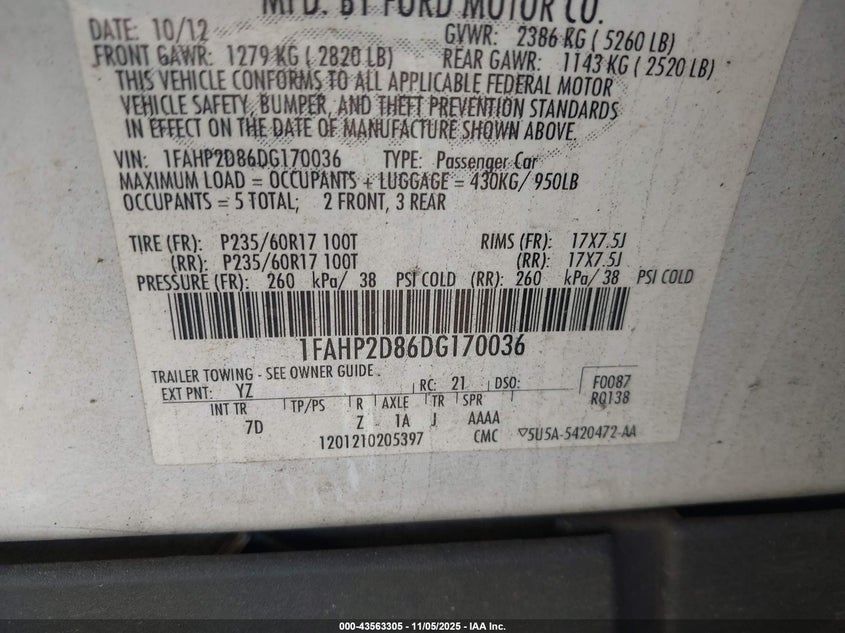 MFD. BY FORD MOTOR CO.
DATE: 10/12 GVWR: 2386 KG ( 5260 LB)
FRONT GAWR: 1279 KG ( 2820 LB) REAR GAWR: 1143 KG ( 2520 LB)
THIS VEHICLE CONFORMS TO ALL APPLICABLE FEDERAL MOTOR
VEHICLE SAFETY, BUMPER, AND THEFT PREVENTION STANDARDS
IN EFFECT ON THE DATE OF MANUFACTURE SHOWN ABOVE.
VIN: 1FAHP2D86DG170036 TYPE: Passenger Car
MAXIMUM LOAD = OCCUPANTS + LUGGAGE = 430KG/ 950LB
OCCUPANTS = 5 TOTAL; 2 FRONT, 3 REAR
TIRE (FR): P235/60R17 100T RIMS (FR): 17X7.5J
(RR): P235/60R17 100T (RR): 17X7.5J
PRESSURE (FR): 260 kPa/ 38 PSI COLD (RR): 260 kPa/ 38 PSI COLD
1FAHP2D86DG170036
TRAILER TOWING - SEE OWNER GUIDE.
EXT PNT: YZ RC: 21 DSO: F0087
INT TR TP/PS R AXLE TR SPR RQ138
7D Z 1A J AAAA
1201210205397 CMC ▽5U5A-5420472-AA
000-43563305 - 11/05/2025 - IAA Inc.